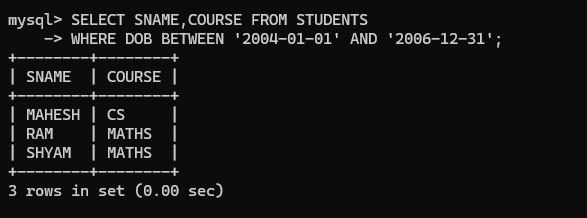 mysql> SELECT SNAME,COURSE FROM STUDENTS
    -> WHERE DOB BETWEEN '2004-01-01' AND '2006-12-31';
+--------+--------+
| SNAME  | COURSE |
+--------+--------+
| MAHESH | CS     |
| RAM    | MATHS  |
| SHYAM  | MATHS  |
+--------+--------+
3 rows in set (0.00 sec)